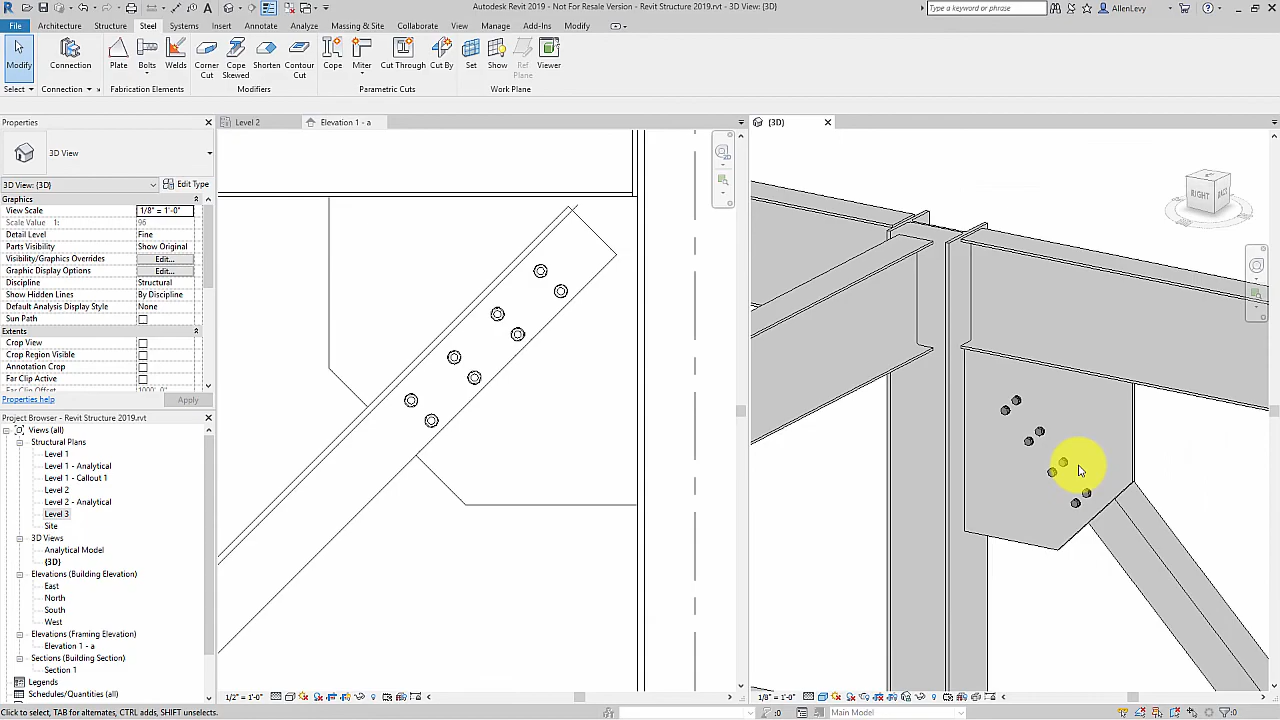 Autodesk Revit 2019 - Not For Resale Version - Revit Structure 2019.rvt - 3D View: {3D}
Type a keyword or phrase
AllenLevy
File Architecture Structure Steel Systems Insert Annotate Analyze Massing & Site Collaborate View Manage Add-Ins Modify
Modify
Connection
Plate
Bolts
Welds
Corner Cut
Cope Skewed
Shorten
Contour Cut
Cope
Miter
Cut Through
Cut By
Set
Show
Ref Plane
Viewer
Select Connection Fabrication Elements Modifiers Parametric Cuts Work Plane
Properties
3D View
3D View: {3D} Edit Type
Graphics
View Scale 1/8" = 1'-0"
Scale Value 1: 96
Detail Level Fine
Parts Visibility Show Original
Visibility/Graphics Overrides Edit...
Graphic Display Options Edit...
Discipline Structural
Show Hidden Lines By Discipline
Default Analysis Display Style None
Sun Path
Extents
Crop View
Crop Region Visible
Annotation Crop
Far Clip Active
Far Clip Offset 1000' 0"
Properties help Apply
Project Browser - Revit Structure 2019.rvt
Views (all)
Structural Plans
Level 1
Level 1 - Analytical
Level 1 - Callout 1
Level 2
Level 2 - Analytical
Level 3
Site
3D Views
Analytical Model
{3D}
Elevations (Building Elevation)
East
North
South
West
Elevations (Framing Elevation)
Elevation 1 - a
Sections (Building Section)
Section 1
Legends
Schedules/Quantities (all)
Level 2
Elevation 1 - a
{3D}
RIGHT
1/2" = 1'-0"
1/8" = 1'-0"
Click to select, TAB for alternates, CTRL adds, SHIFT unselects.
:0
Main Model
:0